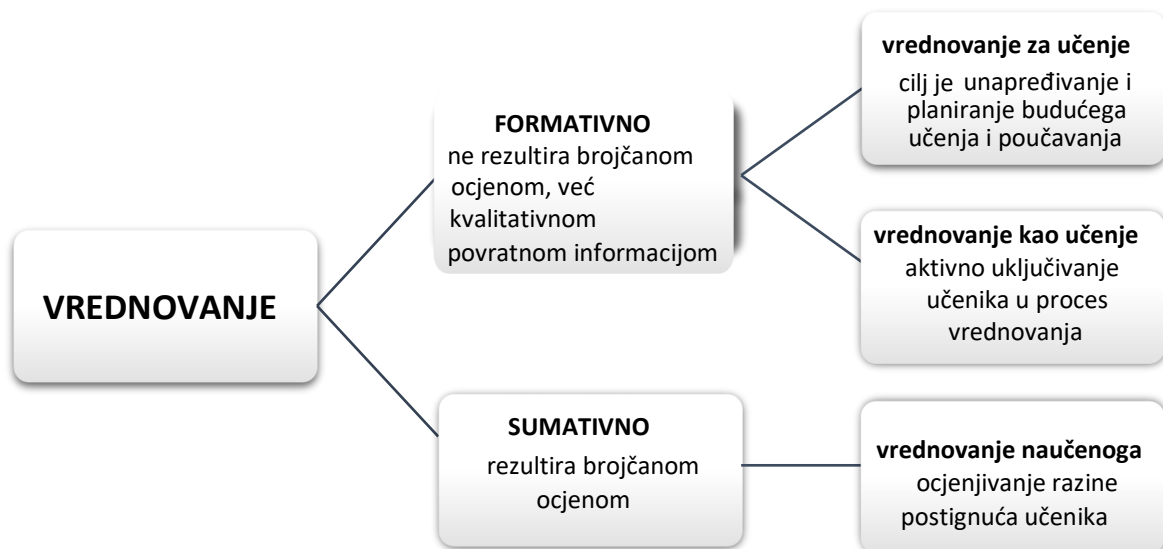 VREDNOVANJE
FORMATIVNO
ne rezultira brojčanom
ocjenom, već
kvalitativnom
povratnom informacijom
vrednovanje za učenje
cilj je unapređivanje i
planiranje budućega
učenja i poučavanja
vrednovanje kao učenje
aktivno uključivanje
učenika u proces
vrednovanja
SUMATIVNO
rezultira brojčanom
ocjenom
vrednovanje naučenoga
ocjenjivanje razine
postignuća učenika